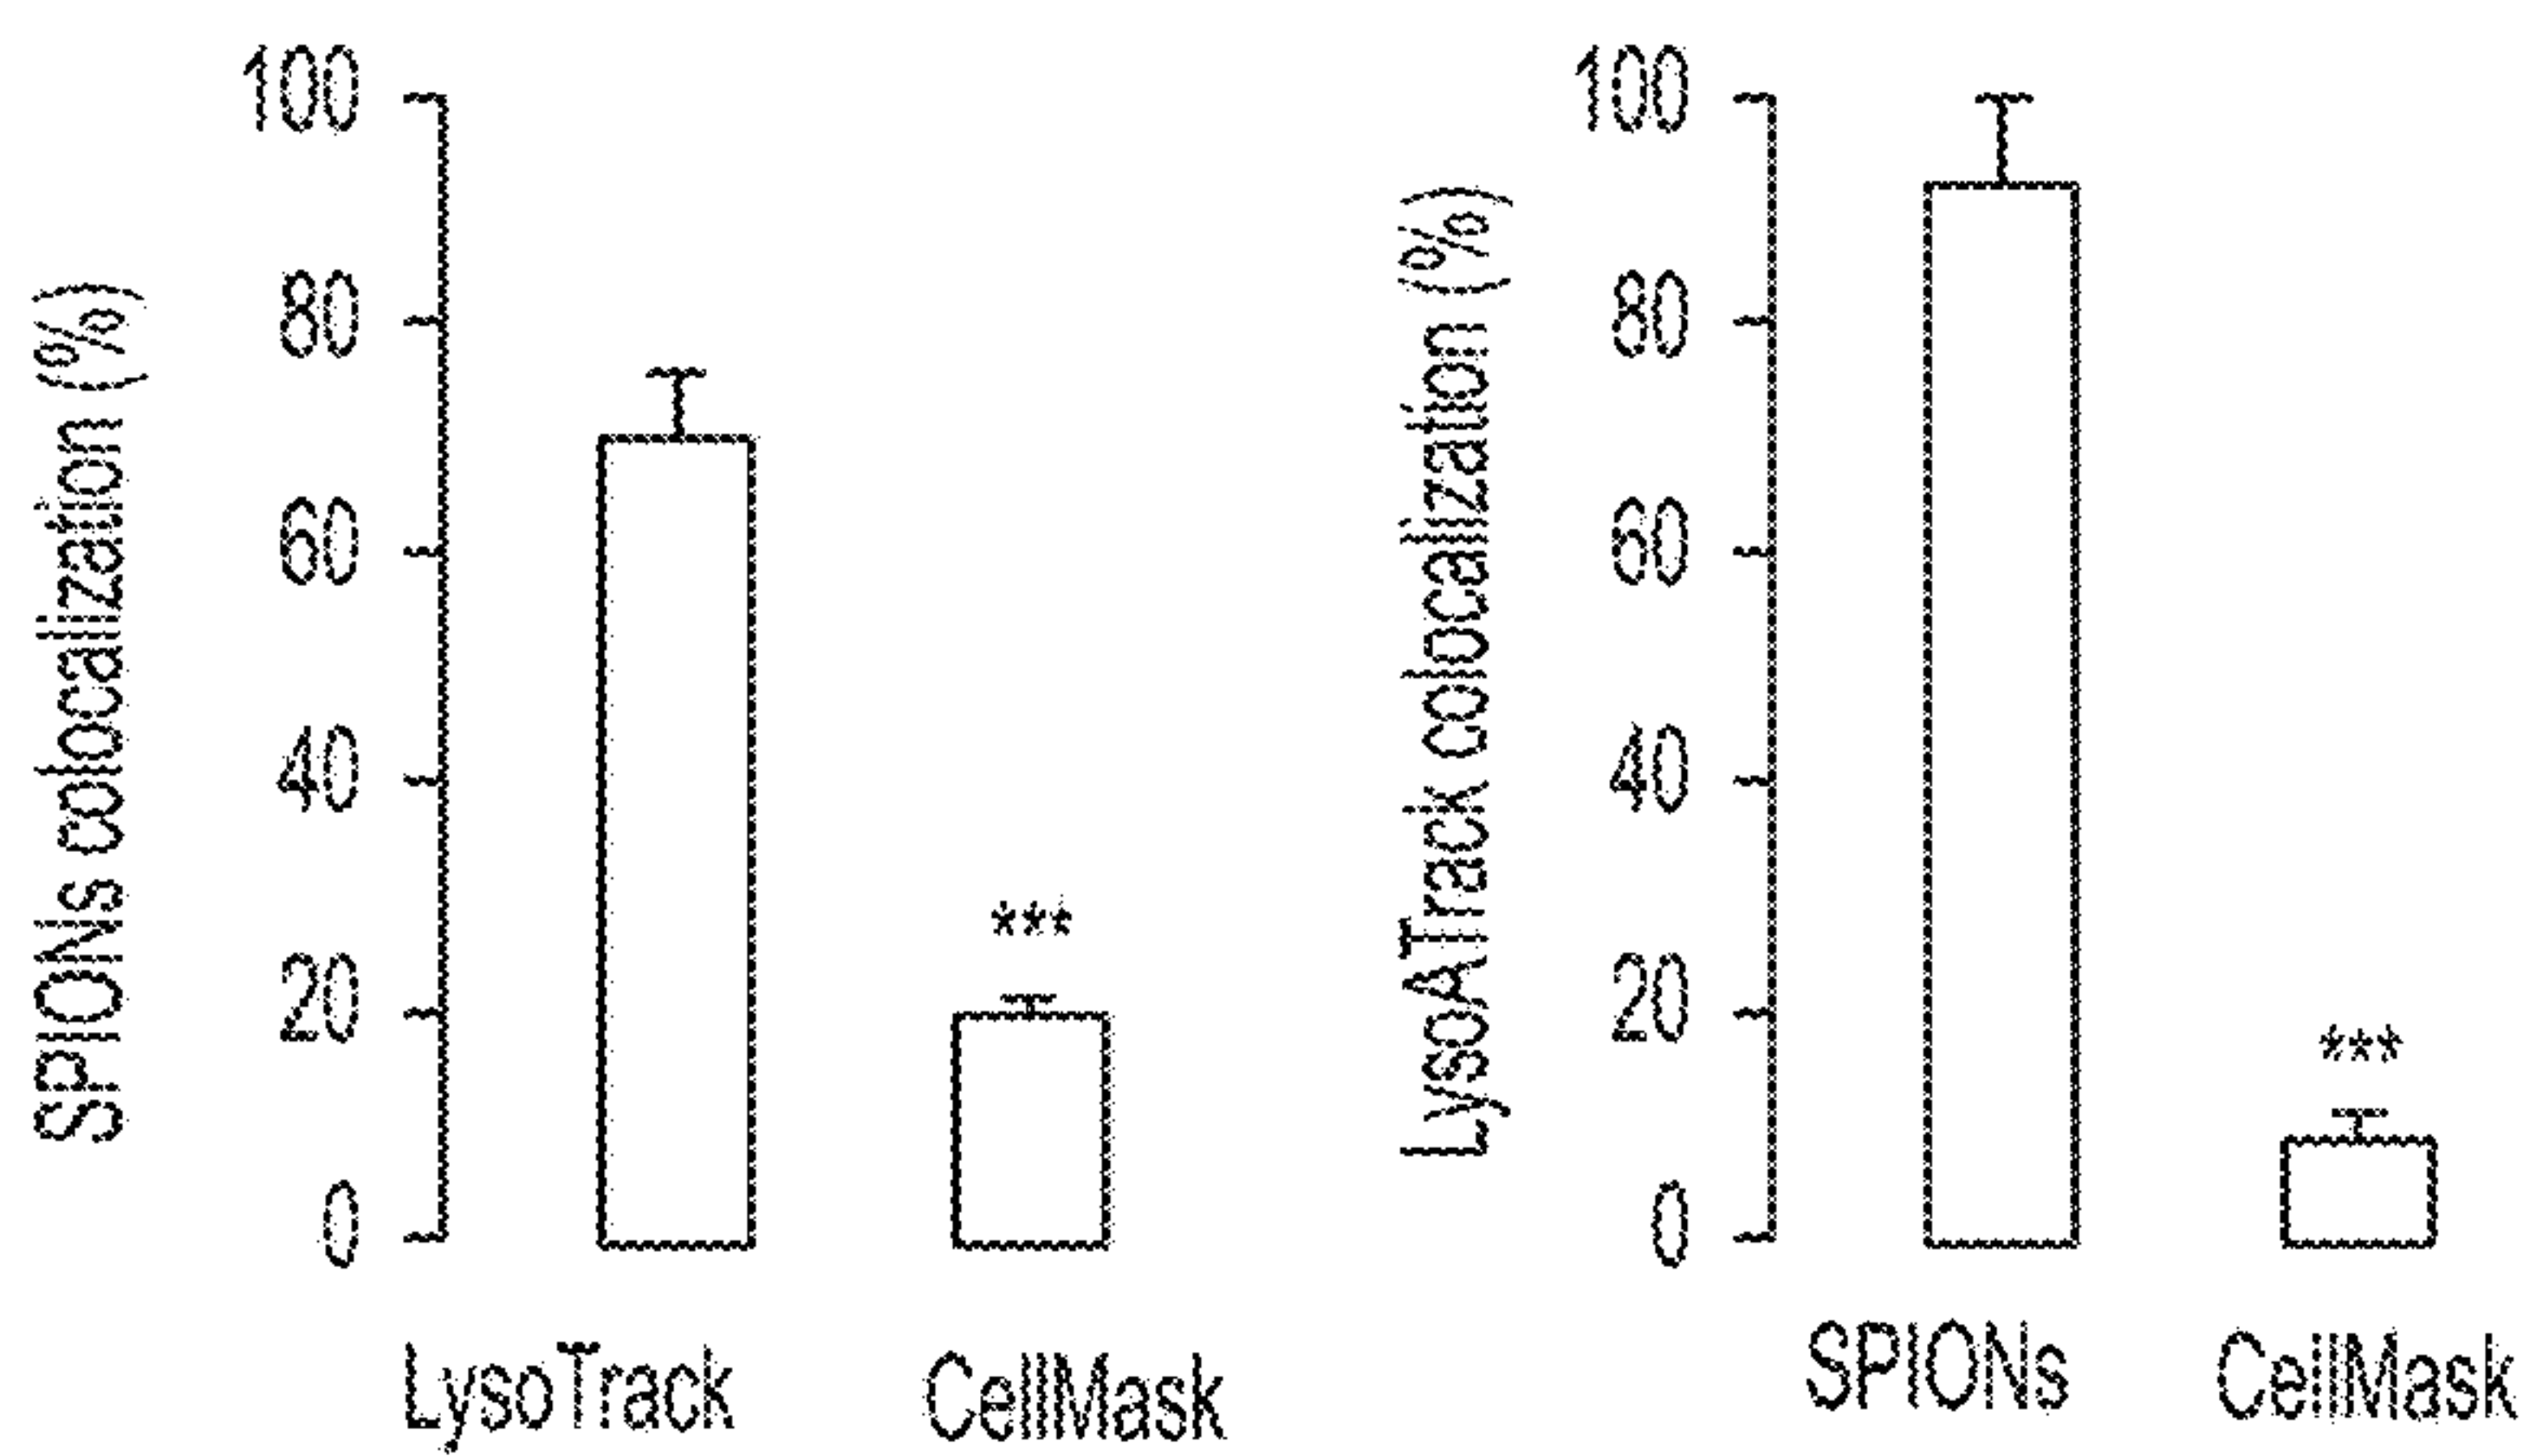 SPIONs colocalization (%)
100
80
60
40
20
0
***
LysoTrack
CellMask
LysoATrack colocalization (%)
100
80
60
40
20
0
***
SPIONs
CellMask